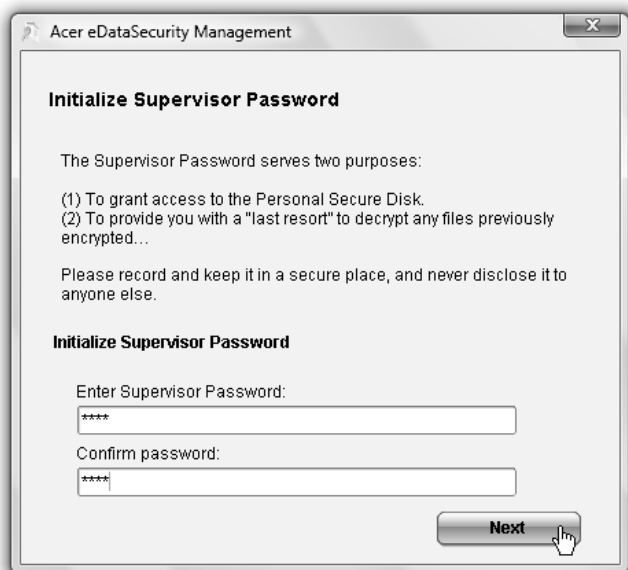 Acer eDataSecurity Management
X
Initialize Supervisor Password
The Supervisor Password serves two purposes:
(1) To grant access to the Personal Secure Disk.
(2) To provide you with a "last resort" to decrypt any files previously
encrypted...
Please record and keep it in a secure place, and never disclose it to
anyone else.
Initialize Supervisor Password
Enter Supervisor Password:
****
Confirm password:
****
Next